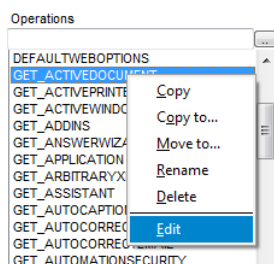 Operations
...
DEFAULTWEBOPTIONS
GET_ACTIVEDOCUMENT
GET_ACTIVEPRINTE
GET_ACTIVEWINDO
GET_ADDINS
GET_ANSWERWIZA
GET_APPLICATION
GET_ARBITRARYX
GET_ASSISTANT
GET_AUTOCAPTIO
GET_AUTOCORREC
GET_AUTOCORRECTEMAIL
GET_AUTOMATIONSECURITY
Copy
Copy to...
Move to...
Rename
Delete
Edit